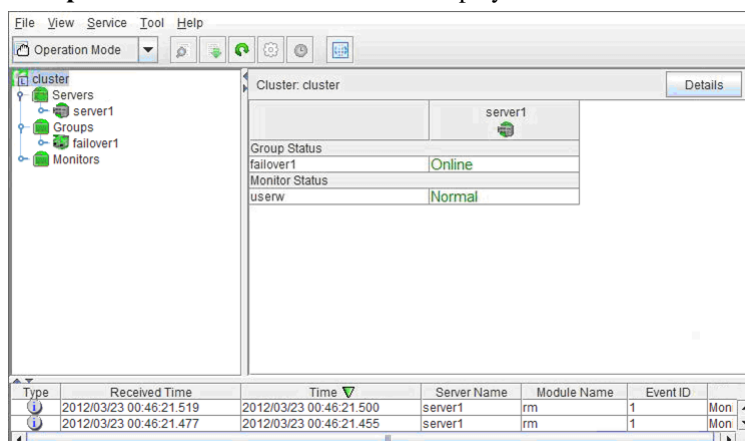 File View Service Tool Help
Operation Mode
cluster
Servers
server1
Groups
failover1
Monitors
Cluster: cluster
Details
server1
Group Status
failover1 Online
Monitor Status
userw Normal
Type Received Time Time Server Name Module Name Event ID
2012/03/23 00:46:21.519 2012/03/23 00:46:21.500 server1 rm 1 Moni
2012/03/23 00:46:21.477 2012/03/23 00:46:21.455 server1 rm 1 Moni